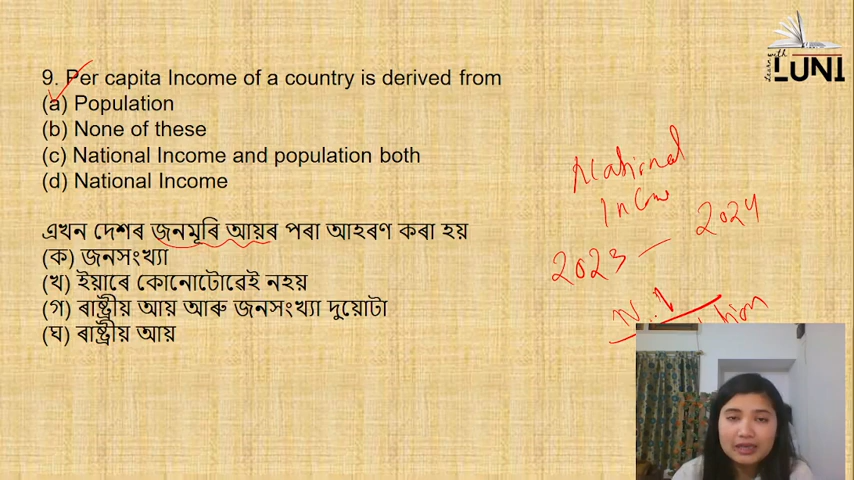 Learn with
LUNI
9. Per capita Income of a country is derived from
(a) Population
(b) None of these
(c) National Income and population both
(d) National Income
এখন দেশৰ জনমূৰি আয়ৰ পৰা আহৰণ কৰা হয়
(ক) জনসংখ্যা
(খ) ইয়াৰে কোনোটোৱেই নহয়
(গ) ৰাষ্ট্ৰীয় আয় আৰু জনসংখ্যা দুয়োটা
(ঘ) ৰাষ্ট্ৰীয় আয়
National
Income
2023 — 2024
N.I